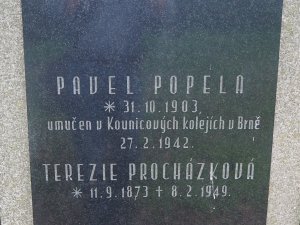 PAVEL POPELA
* 31.10.1903,
umučen v Kounicových kolejích v Brně
27.2.1942.
TEREZIE PROCHÁZKOVÁ
* 11.9.1873 † 8.2.1949.